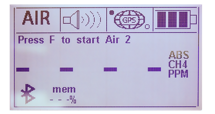 AIR GPS
Press F to start Air 2
- - - - ABS
CH4
PPM
mem
- - -%